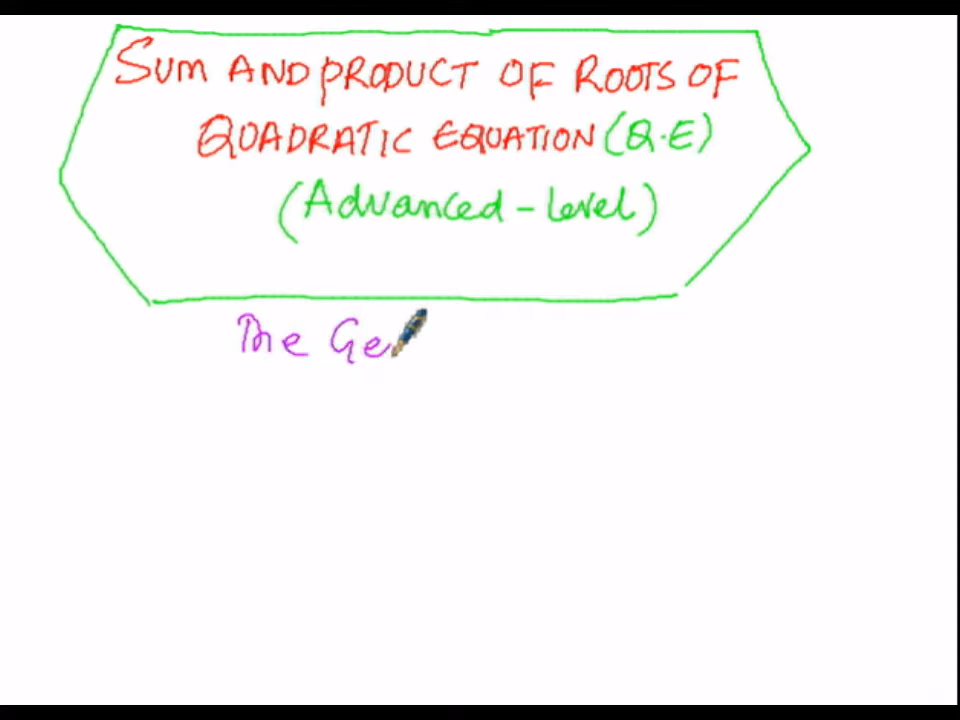 SUM AND PRODUCT OF ROOTS OF
QUADRATIC EQUATION (Q.E)
(Advanced-Level)
The Ge